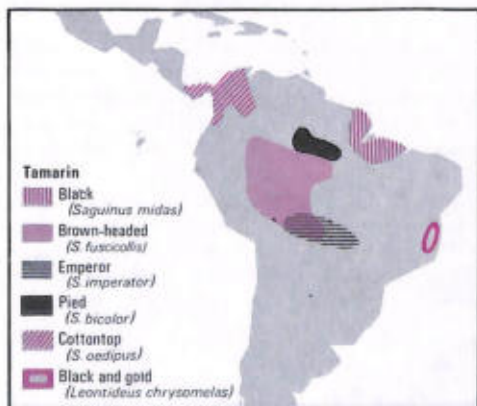 Tamarin
Black
(Saguinus midas)
Brown-headed
(S. fuscicollis)
Emperor
(S. imperator)
Pied
(S. bicolor)
Cottontop
(S. oedipus)
Black and gold
(Leontideus chrysomelas)